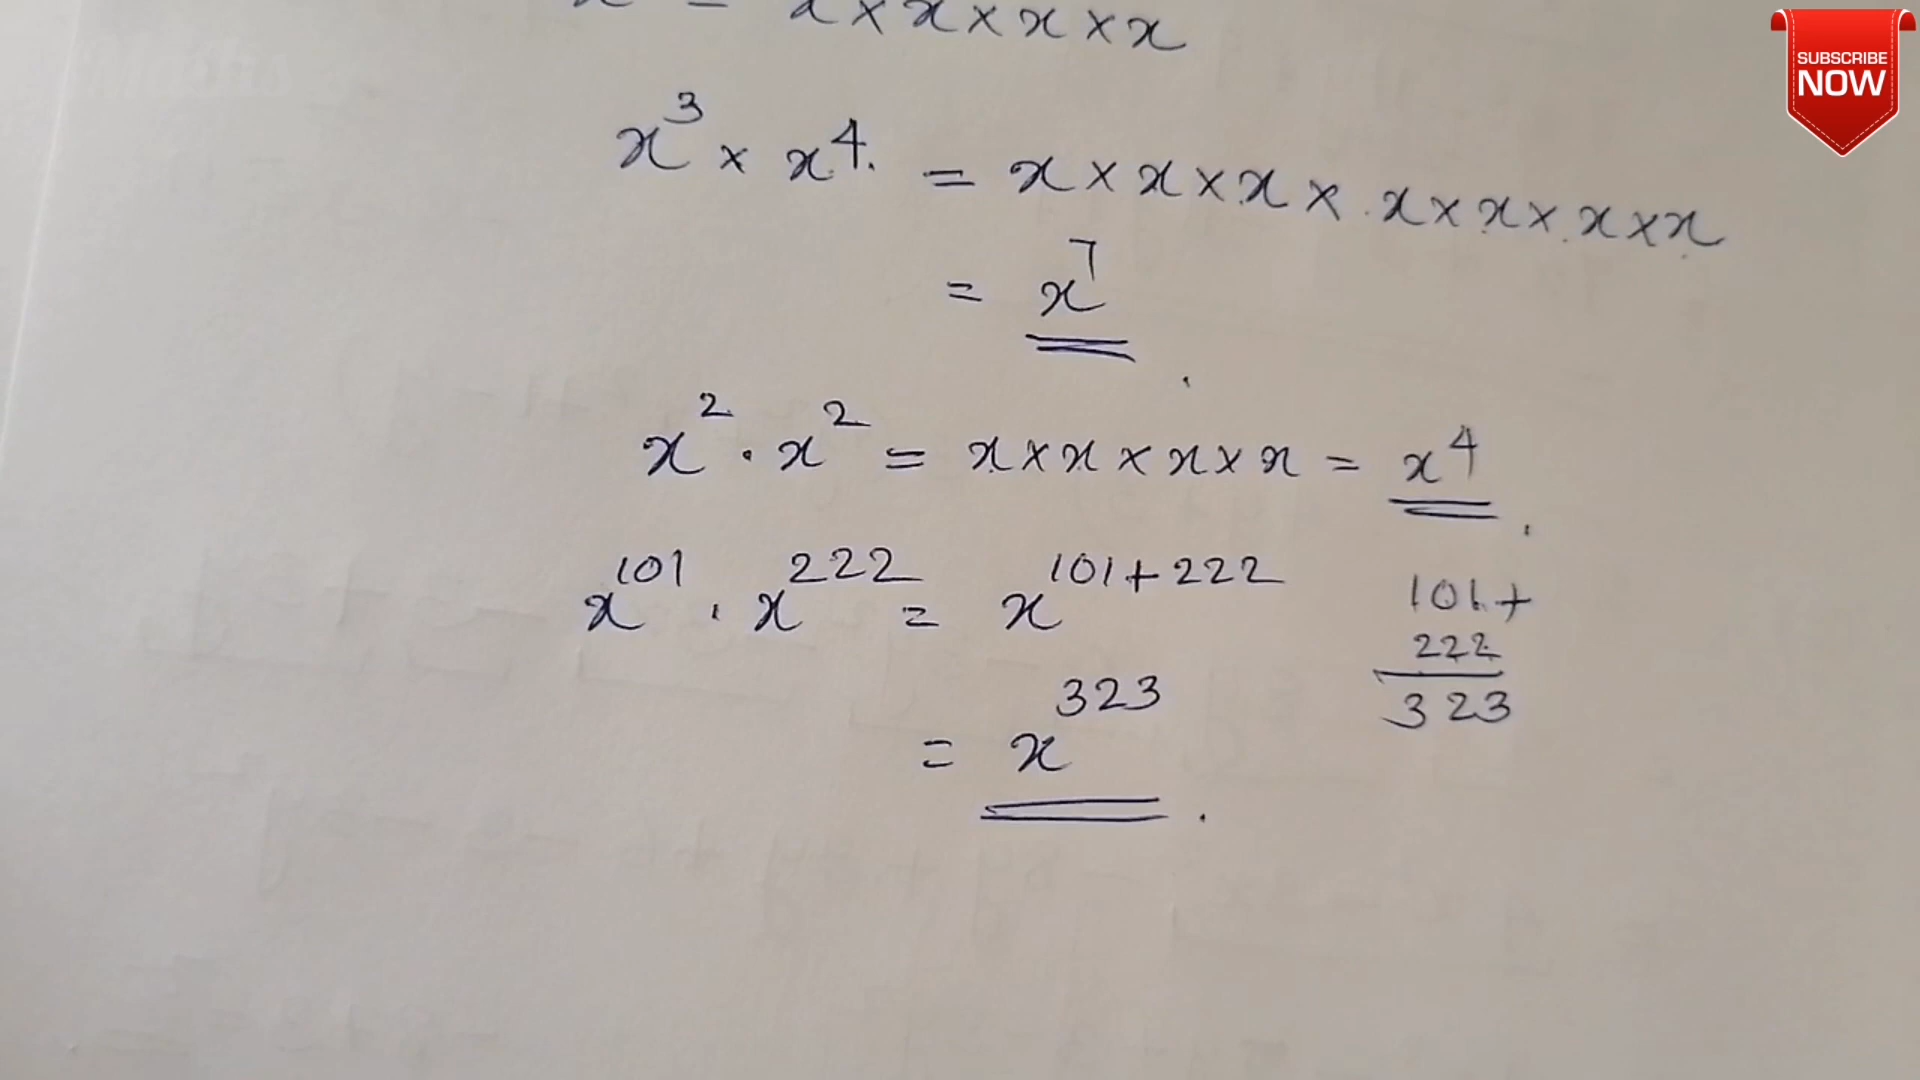 x = x × x × x × x
SUBSCRIBE
NOW
x³ × x⁴. = x × x × x × x × x × x × x
= x⁷
x² · x² = x × x × x × x = x⁴
x¹⁰¹ · x²²² = x¹⁰¹⁺²²²
101+
222
323
= x³²³